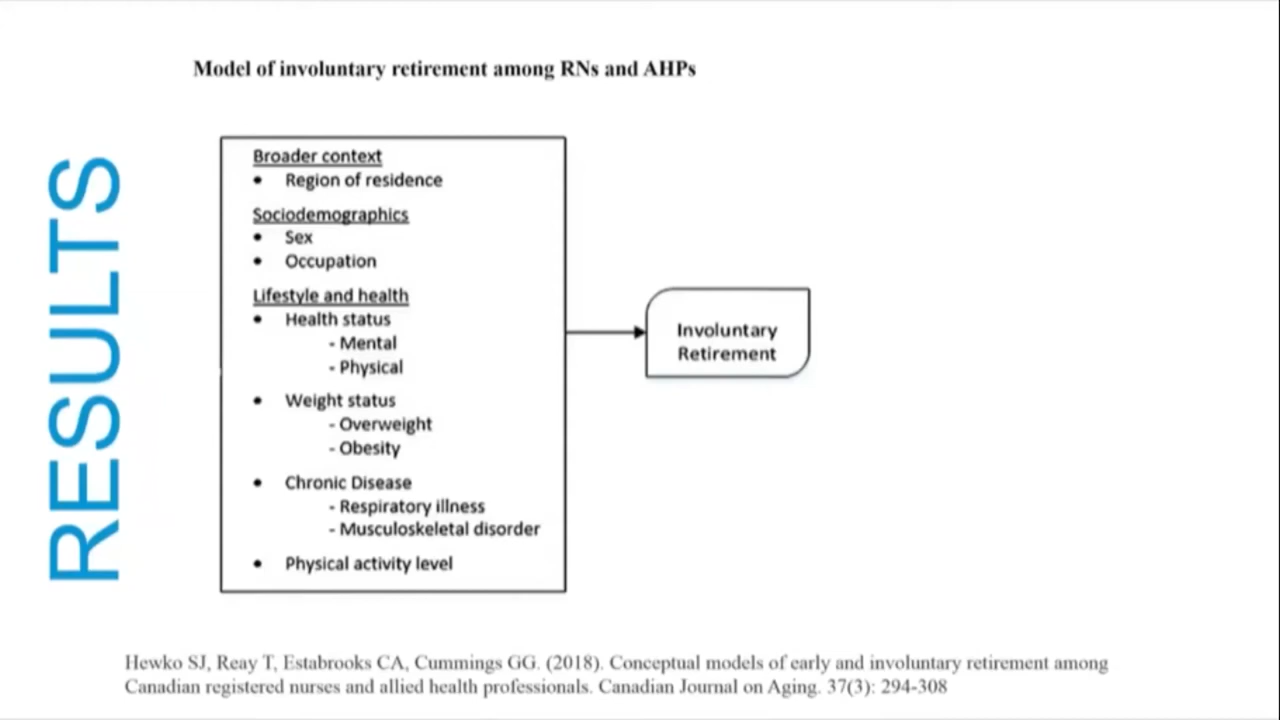 Model of involuntary retirement among RNs and AHPs
RESULTS
Broader context
• Region of residence
Sociodemographics
• Sex
• Occupation
Lifestyle and health
• Health status
- Mental
- Physical
• Weight status
- Overweight
- Obesity
• Chronic Disease
- Respiratory illness
- Musculoskeletal disorder
• Physical activity level
Involuntary
Retirement
Hewko SJ, Reay T, Estabrooks CA, Cummings GG. (2018). Conceptual models of early and involuntary retirement among
Canadian registered nurses and allied health professionals. Canadian Journal on Aging. 37(3): 294-308